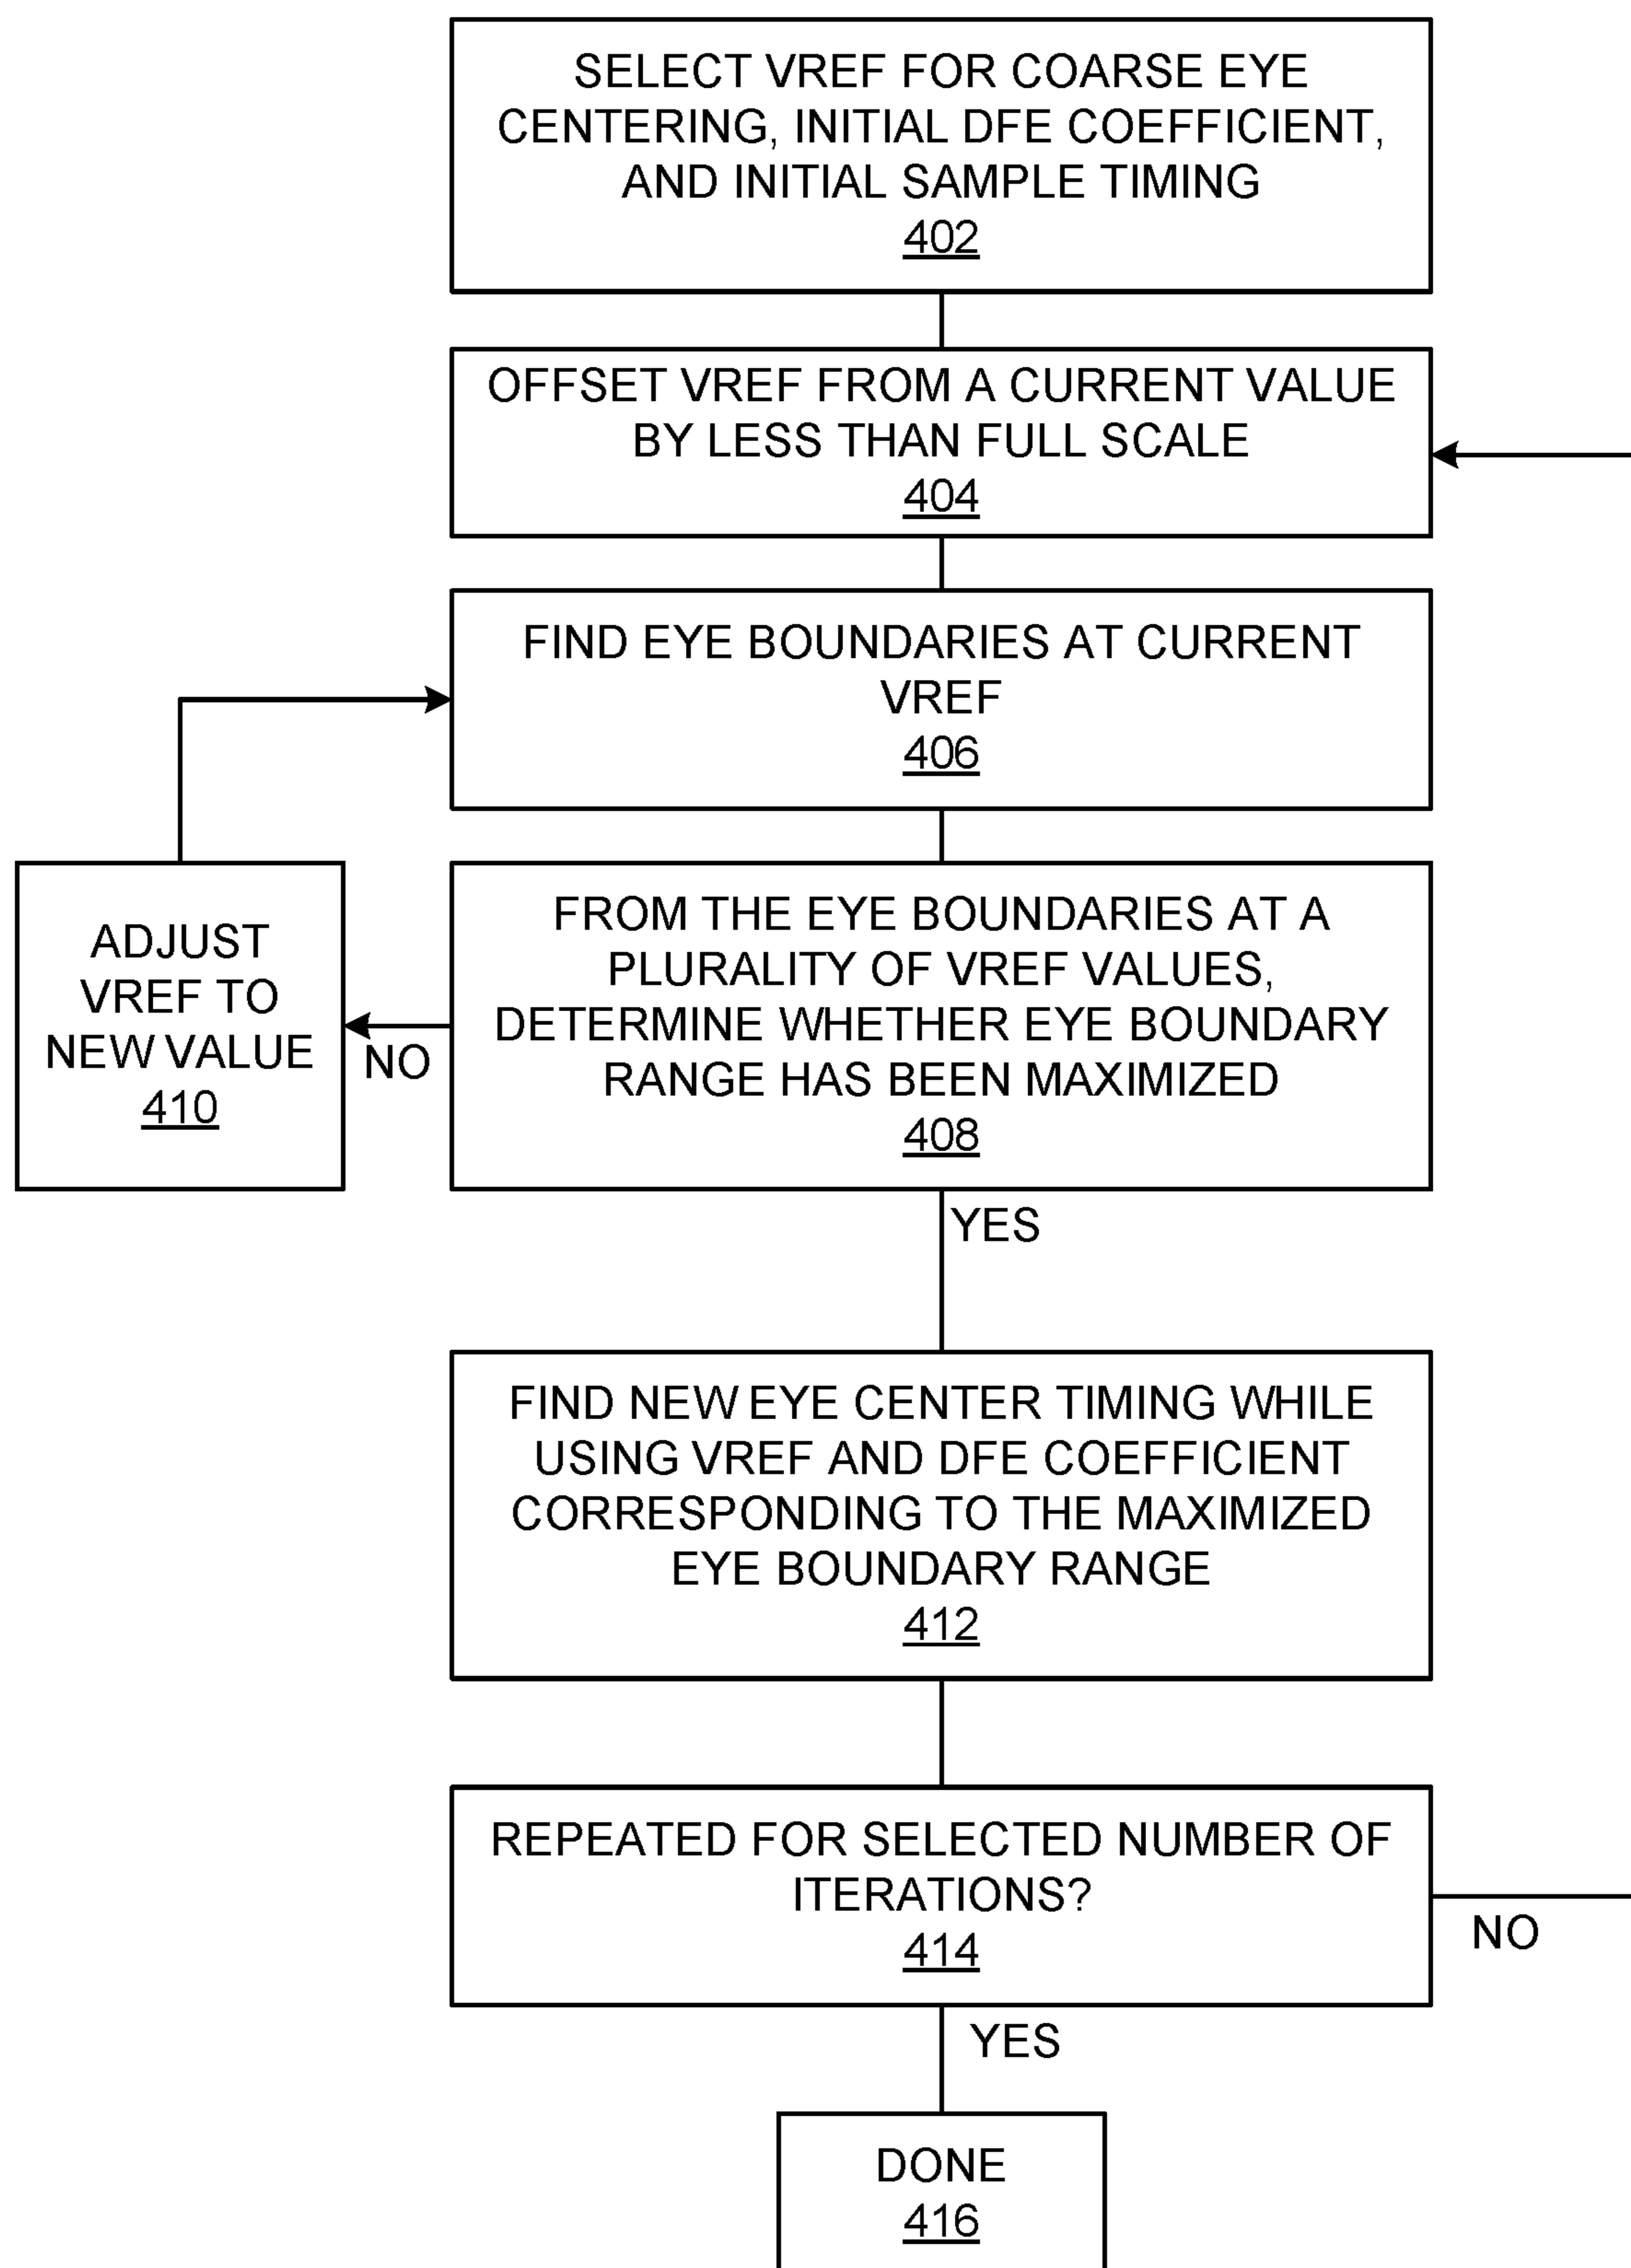 SELECT VREF FOR COARSE EYE
CENTERING, INITIAL DFE COEFFICIENT,
AND INITIAL SAMPLE TIMING
402
OFFSET VREF FROM A CURRENT VALUE
BY LESS THAN FULL SCALE
404
FIND EYE BOUNDARIES AT CURRENT
VREF
406
FROM THE EYE BOUNDARIES AT A
PLURALITY OF VREF VALUES,
DETERMINE WHETHER EYE BOUNDARY
RANGE HAS BEEN MAXIMIZED
408
NO
ADJUST
VREF TO
NEW VALUE
410
YES
FIND NEW EYE CENTER TIMING WHILE
USING VREF AND DFE COEFFICIENT
CORRESPONDING TO THE MAXIMIZED
EYE BOUNDARY RANGE
412
REPEATED FOR SELECTED NUMBER OF
ITERATIONS?
414
NO
YES
DONE
416